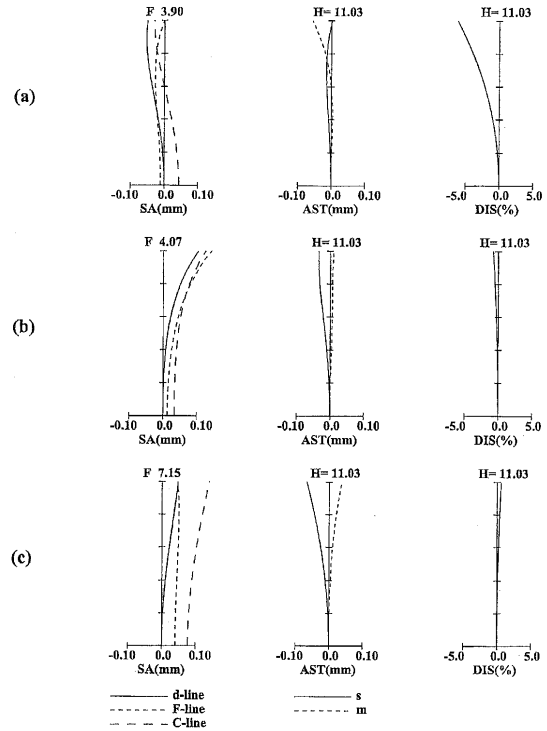 F 3.90 H= 11.03 H= 11.03
(a)
-0.10 0.0 0.10 -0.10 0.0 0.10 -5.0 0.0 5.0
SA(mm) AST(mm) DIS(%)
F 4.07 H= 11.03 H= 11.03
(b)
-0.10 0.0 0.10 -0.10 0.0 0.10 -5.0 0.0 5.0
SA(mm) AST(mm) DIS(%)
F 7.15 H= 11.03 H= 11.03
(c)
-0.10 0.0 0.10 -0.10 0.0 0.10 -5.0 0.0 5.0
SA(mm) AST(mm) DIS(%)
d-line s
F-line m
C-line